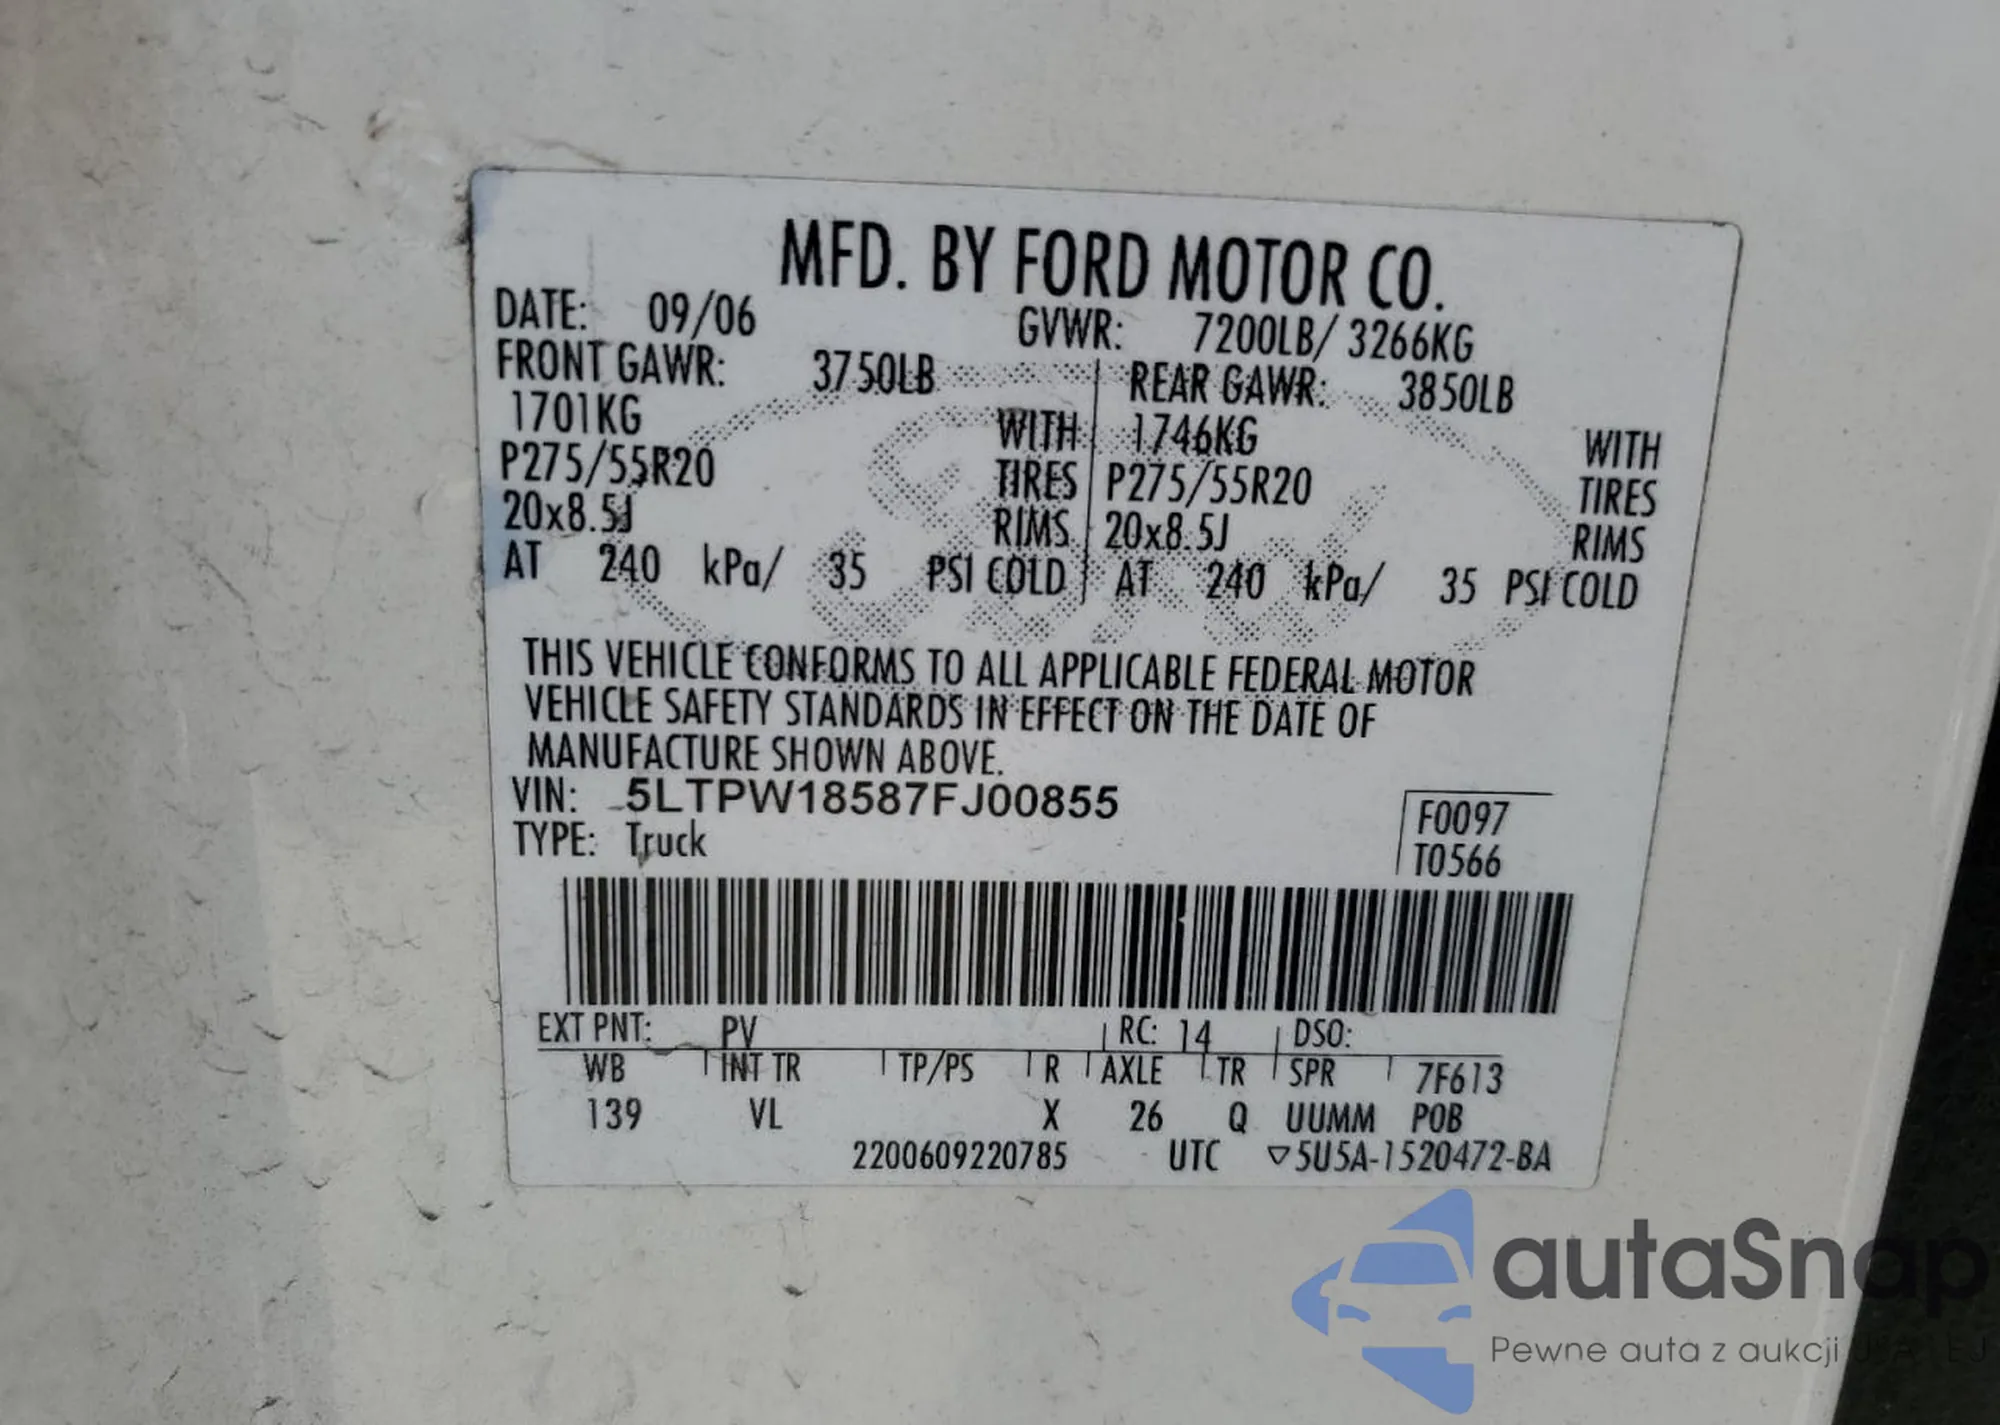 MFD. BY FORD MOTOR CO.
DATE: 09/06 GVWR: 7200LB/ 3266KG
FRONT GAWR: 3750LB REAR GAWR: 3850LB
1701KG WITH 1746KG WITH
P275/55R20 TIRES P275/55R20 TIRES
20x8.5J RIMS 20x8.5J RIMS
AT 240 kPa/ 35 PSI COLD AT 240 kPa/ 35 PSI COLD
THIS VEHICLE CONFORMS TO ALL APPLICABLE FEDERAL MOTOR
VEHICLE SAFETY STANDARDS IN EFFECT ON THE DATE OF
MANUFACTURE SHOWN ABOVE.
VIN: 5LTPW18587FJ00855 F0097
TYPE: Truck T0566
EXT PNT: PV RC: 14 DSO:
WB INT TR TP/PS R AXLE TR SPR 7F613
139 VL X 26 Q UUMM POB
2200609220785 UTC ▽5U5A-1520472-BA
autaSnap
Pewne auta z aukcji